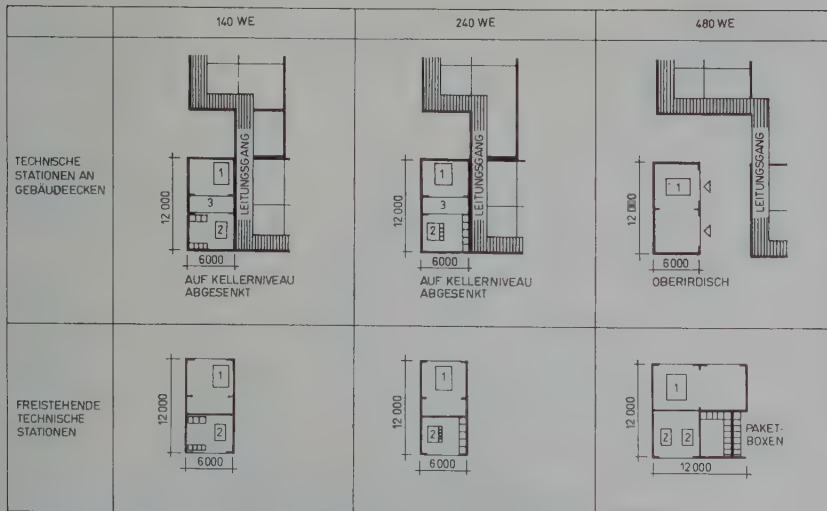 140 WE
240 WE
480 WE
TECHNISCHE
STATIONEN AN
GEBÄUDEECKEN
LEITUNGSGANG
1
3
2
12 000
6000
AUF KELLERNIVEAU
ABGESENKT
LEITUNGSGANG
1
3
2
12 000
6000
AUF KELLERNIVEAU
ABGESENKT
LEITUNGSGANG
1
12 000
6000
OBERIRDISCH
FREISTEHENDE
TECHNISCHE
STATIONEN
1
2
12 000
6000
1
2
12 000
6000
1
2 2
12 000
PAKET-
BOXEN
12 000